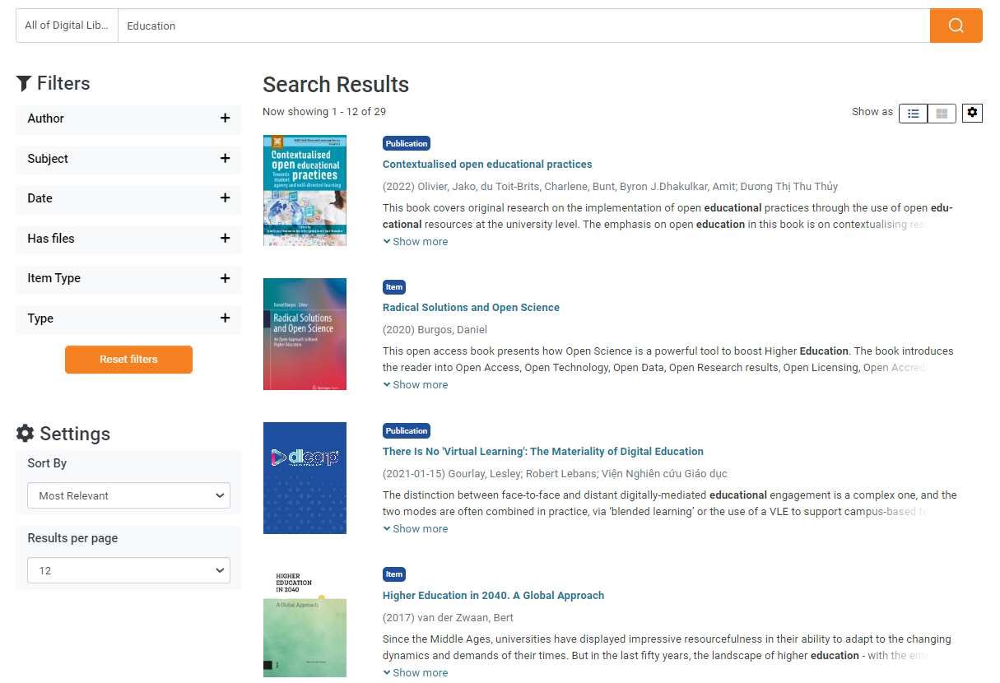 All of Digital Lib...
Education
Filters
Author
Subject
Date
Has files
Item Type
Type
Reset filters
Settings
Sort By
Most Relevant
Results per page
12
Search Results
Now showing 1 - 12 of 29
Show as
Contextualised
open educational
practices
Towards
student
agency and self-directed learning
Publication
Contextualised open educational practices
(2022) Olivier, Jako, du Toit-Brits, Charlene, Bunt, Byron J.Dhakulkar, Amit; Dương Thị Thu Thủy
This book covers original research on the implementation of open educational practices through the use of open edu-
cational resources at the university level. The emphasis on open education in this book is on contextualising res
Show more
Daniel Burgos Editor
Radical Solutions
and Open Science
An Open Approach to Boost
Higher Education
Springer Open
Item
Radical Solutions and Open Science
(2020) Burgos, Daniel
This open access book presents how Open Science is a powerful tool to boost Higher Education. The book introduces
the reader into Open Access, Open Technology, Open Data, Open Research results, Open Licensing, Open Accred
Show more
dlcorp
Publication
There Is No 'Virtual Learning': The Materiality of Digital Education
(2021-01-15) Gourlay, Lesley; Robert Lebans; Viện Nghiên cứu Giáo dục
The distinction between face-to-face and distant digitally-mediated educational engagement is a complex one, and the
two modes are often combined in practice, via ‘blended learning’ or the use of a VLE to support campus-based te
Show more
HIGHER
EDUCATION
IN 2040
A Global Approach
Item
Higher Education in 2040. A Global Approach
(2017) van der Zwaan, Bert
Since the Middle Ages, universities have displayed impressive resourcefulness in their ability to adapt to the changing
dynamics and demands of their times. But in the last fifty years, the landscape of higher education - with the eme
Show more